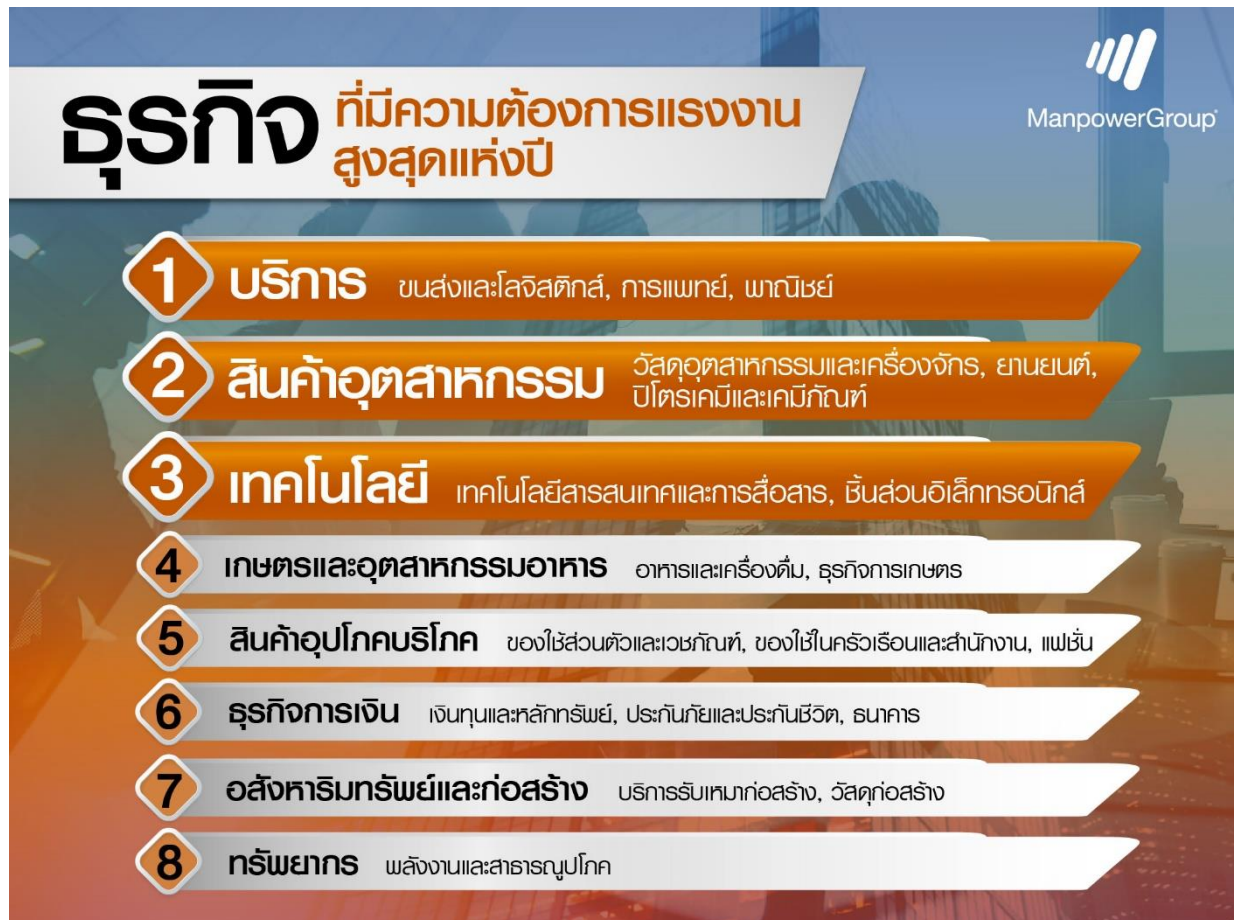 ธุรกิจ ที่มีความต้องการแรงงาน
สูงสุดแห่งปี
ManpowerGroup
1 บริการ ขนส่งและโลจิสติกส์, การแพทย์, พาณิชย์
2 สินค้าอุตสาหกรรม วัสดุอุตสาหกรรมและเครื่องจักร, ยานยนต์,
ปิโตรเคมีและเคมีภัณฑ์
3 เทคโนโลยี เทคโนโลยีสารสนเทศและการสื่อสาร, ชิ้นส่วนอิเล็กทรอนิกส์
4 เกษตรและอุตสาหกรรมอาหาร อาหารและเครื่องดื่ม, ธุรกิจการเกษตร
5 สินค้าอุปโภคบริโภค ของใช้ส่วนตัวและเวชภัณฑ์, ของใช้ในครัวเรือนและสำนักงาน, แฟชั่น
6 ธุรกิจการเงิน เงินทุนและหลักทรัพย์, ประกันภัยและประกันชีวิต, ธนาคาร
7 อสังหาริมทรัพย์และก่อสร้าง บริการรับเหมาก่อสร้าง, วัสดุก่อสร้าง
8 ทรัพยากร พลังงานและสาธารณูปโภค